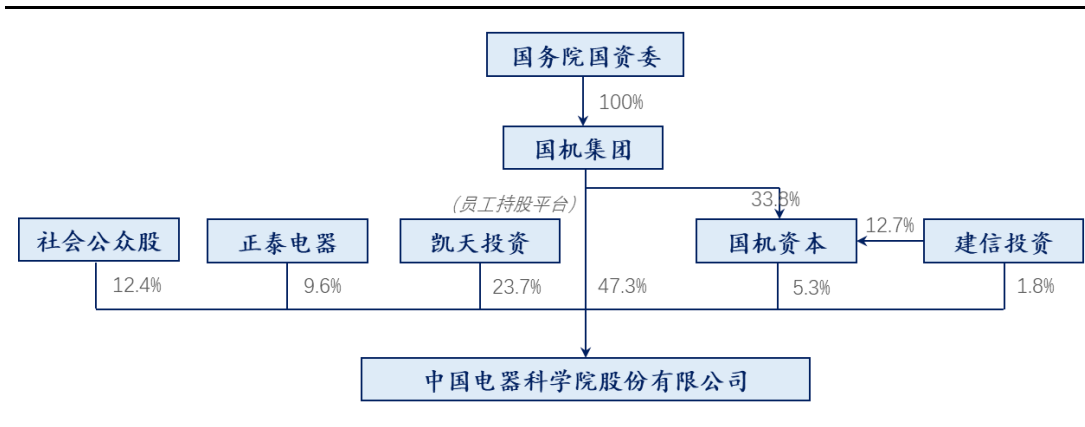 国务院国资委
100%
国机集团
（员工持股平台）
33.8%
社会公众股
正泰电器
凯天投资
国机资本
12.7%
建信投资
12.4%
9.6%
23.7%
47.3%
5.3%
1.8%
中国电器科学院股份有限公司